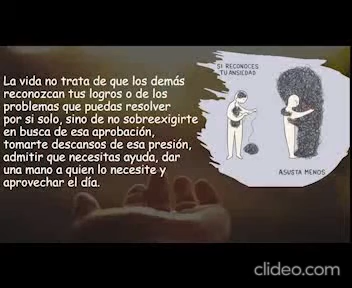 La vida no trata de que los demás
reconozcan tus logros o de los
problemas que puedas resolver
por si solo, sino de no sobreexigirte
en busca de esa aprobación,
tomarte descansos de esa presión,
admitir que necesitas ayuda, dar
una mano a quien lo necesite y
aprovechar el día.
SI RECONOCES
TU ANSIEDAD
ASUSTA MENOS
clideo.com